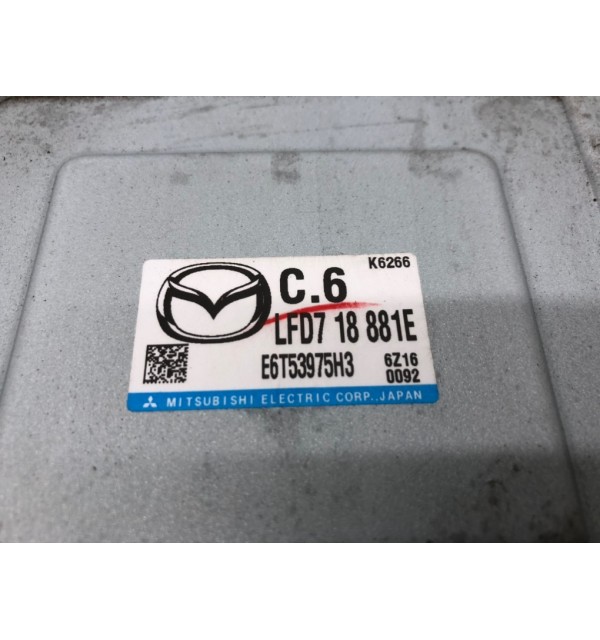 K6266
C.6
LFD7 18 881E
E6T53975H3 6Z16
0092
MITSUBISHI ELECTRIC CORP., JAPAN